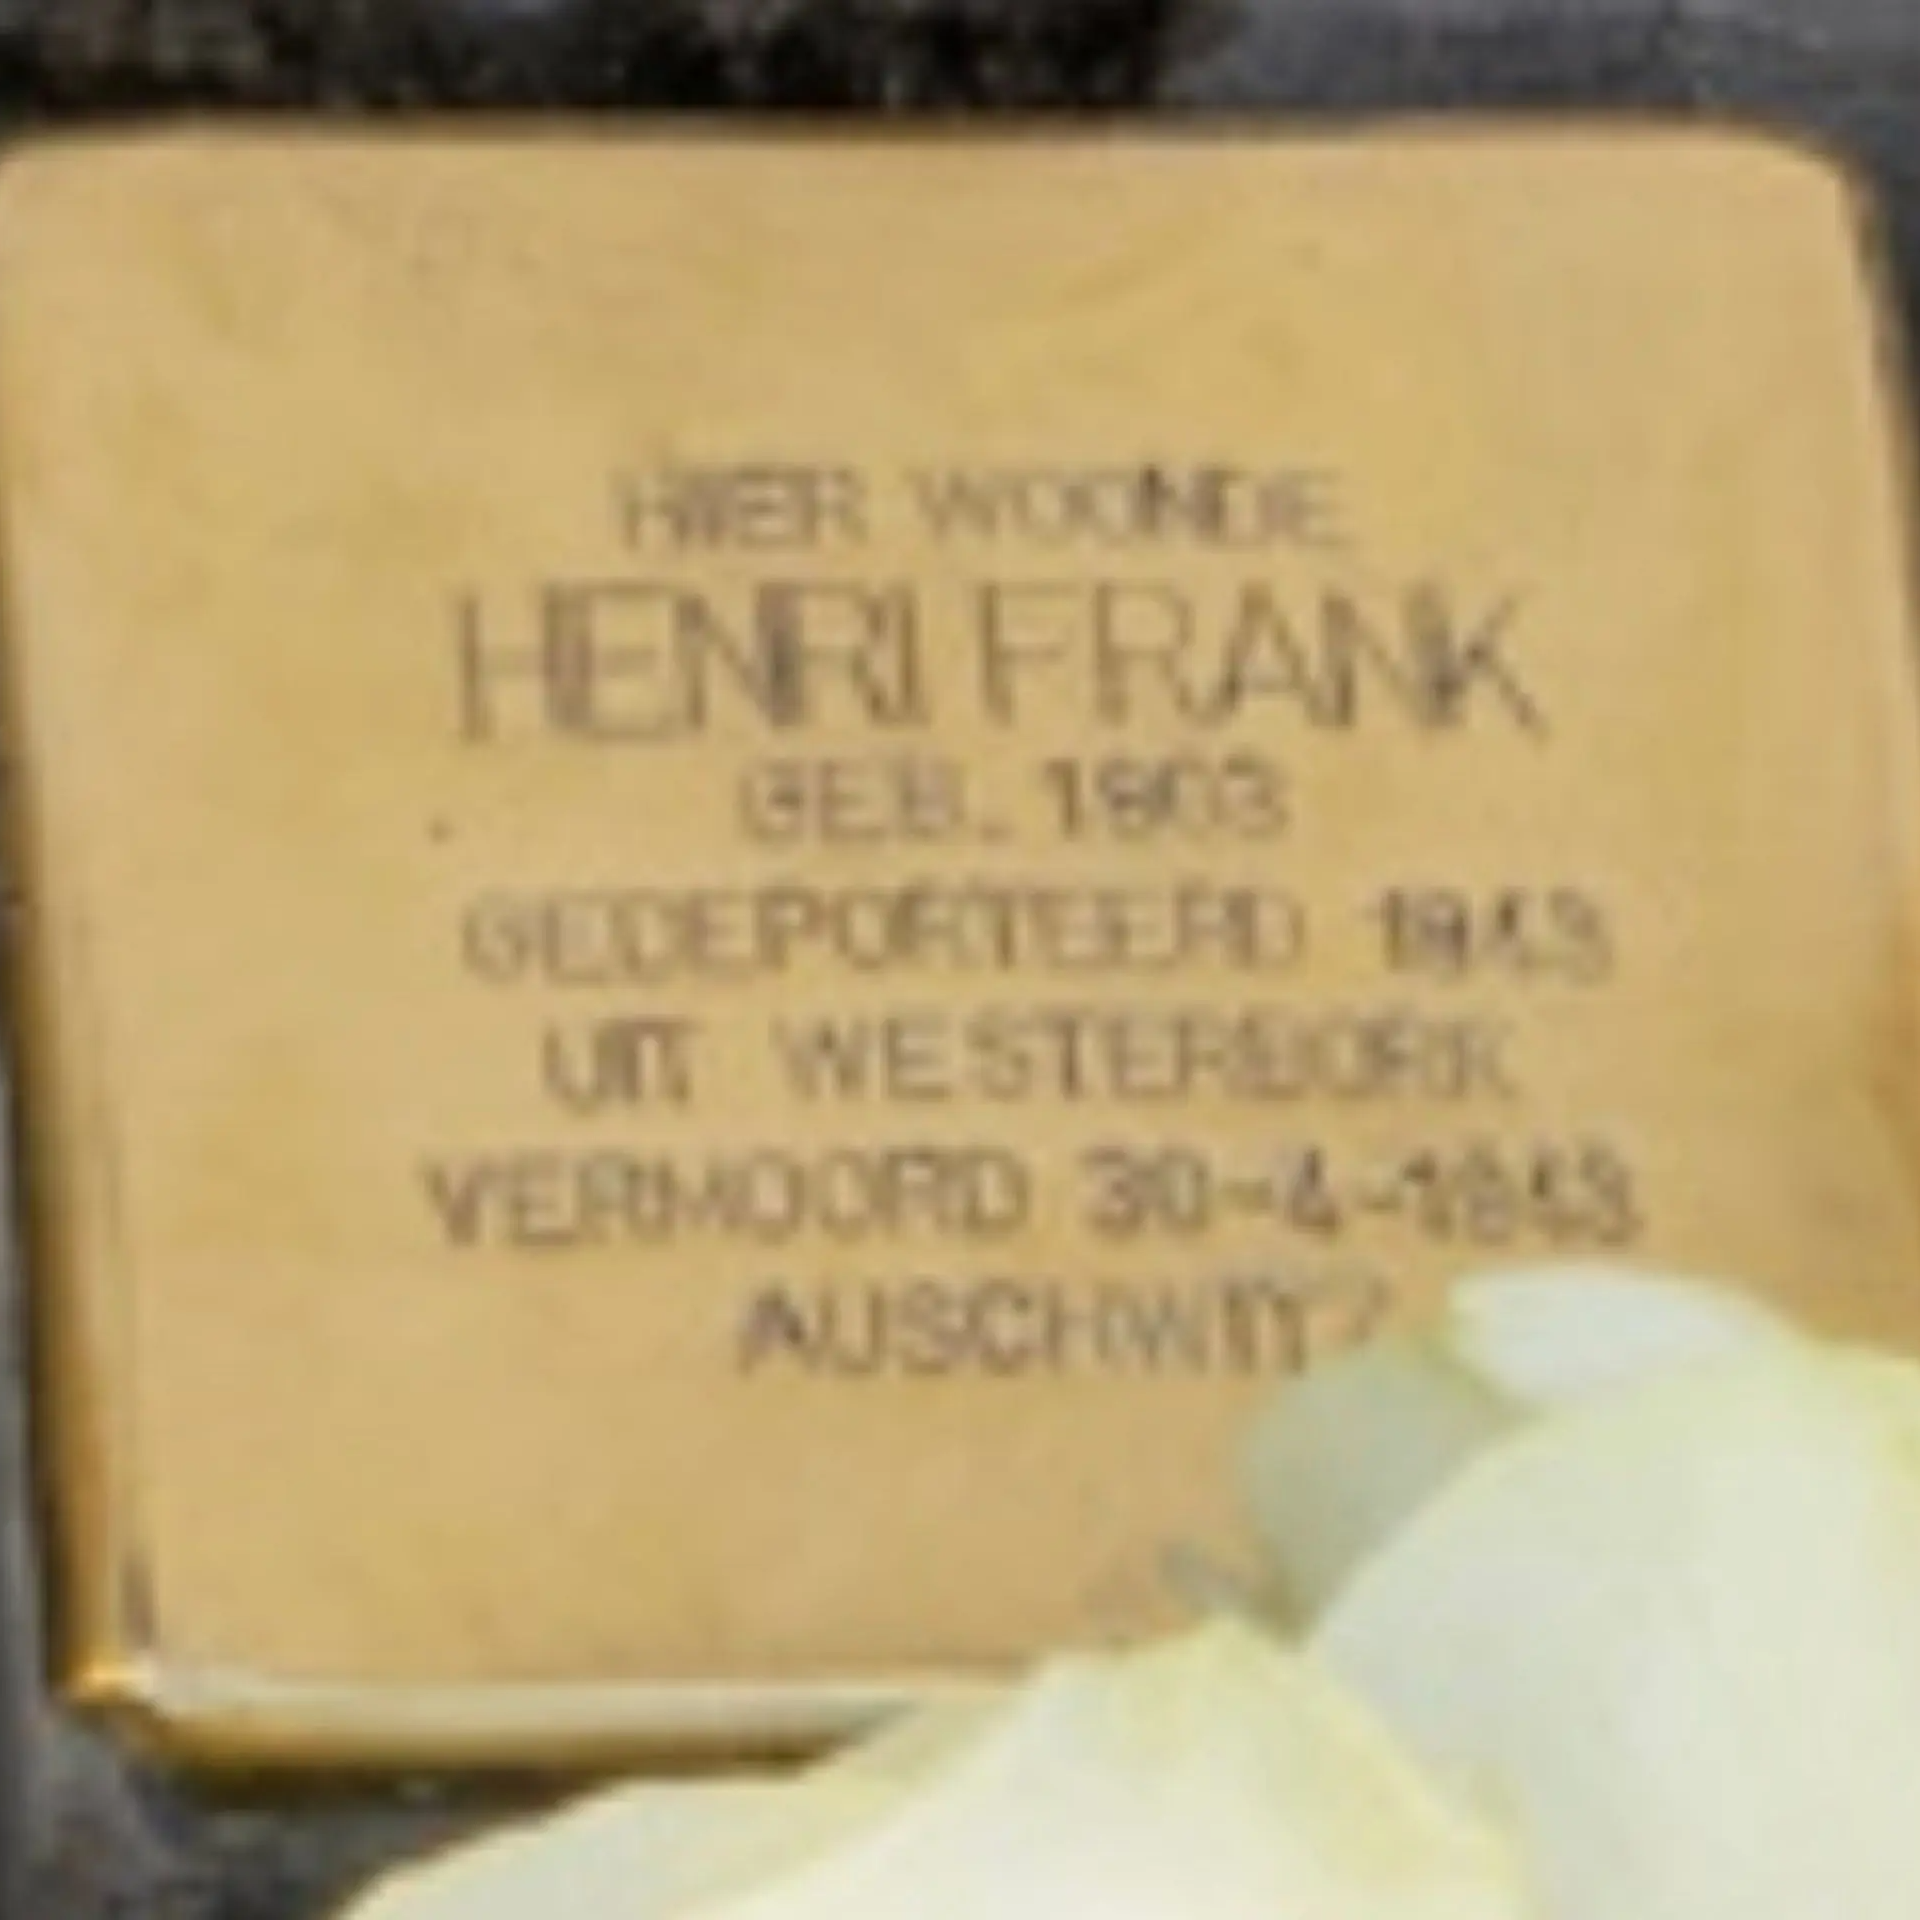 HIER WOONDE
HENRI FRANK
GEB. 1903
GEDEPORTEERD 1943
UIT WESTERBORK
VERMOORD 30-4-1943
AUSCHWITZ